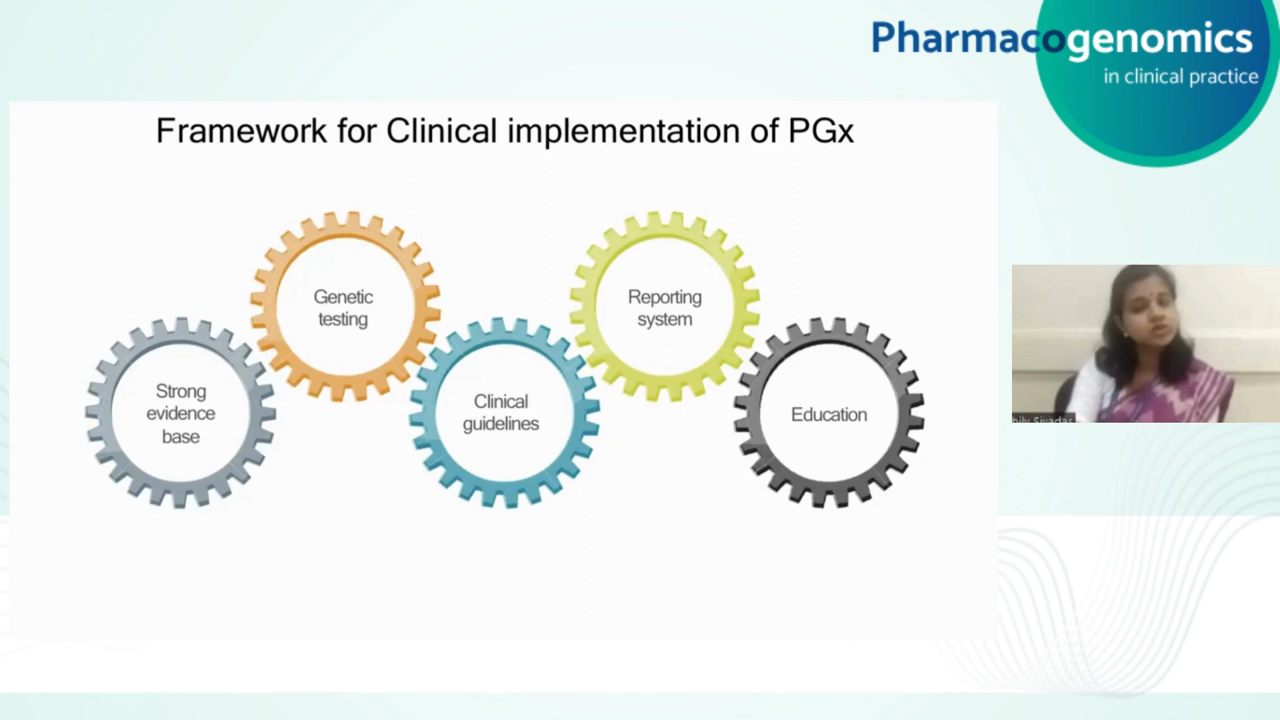 Pharmacogenomics
in clinical practice
Framework for Clinical implementation of PGx
Strong
evidence
base
Genetic
testing
Clinical
guidelines
Reporting
system
Education